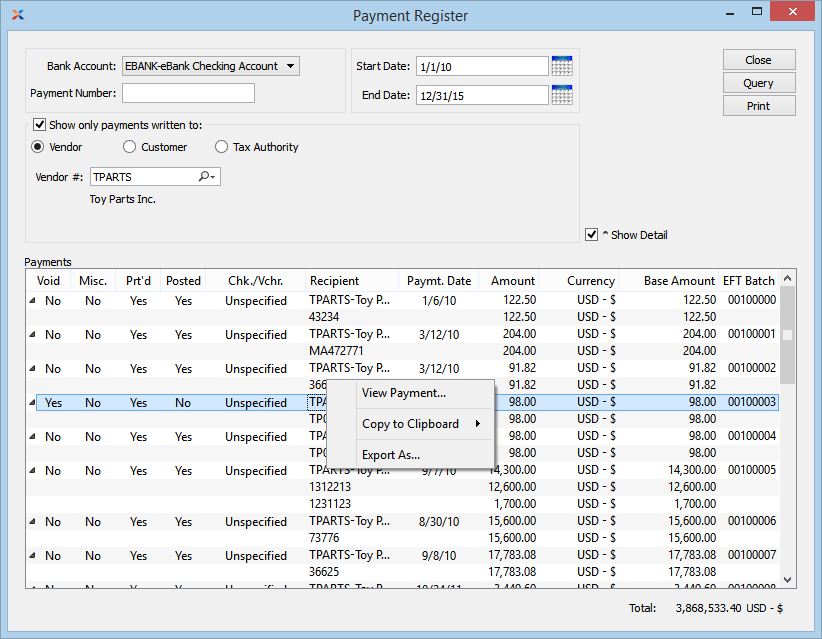 Payment Register
Bank Account: EBANK-eBank Checking Account
Payment Number:
Start Date: 1/1/10
End Date: 12/31/15
Close
Query
Print
Show only payments written to:
Vendor Customer Tax Authority
Vendor #: TPARTS
Toy Parts Inc.
^ Show Detail
Payments
Void Misc. Prt'd Posted Chk./Vchr. Recipient Paymt. Date Amount Currency Base Amount EFT Batch
No No Yes Yes Unspecified TPARTS-Toy P... 1/6/10 122.50 USD - $ 122.50 00100000
43234 122.50 USD - $ 122.50
No No Yes Yes Unspecified TPARTS-Toy P... 3/12/10 204.00 USD - $ 204.00 00100001
MA472771 204.00 USD - $ 204.00
No No Yes Yes Unspecified TPARTS-Toy P... 3/12/10 91.82 USD - $ 91.82 00100002
366 91.82 USD - $ 91.82
Yes No Yes No Unspecified TPA 98.00 USD - $ 98.00 00100003
TP0 98.00 USD - $ 98.00
No No Yes Yes Unspecified TPA 98.00 USD - $ 98.00 00100004
TP0 98.00 USD - $ 98.00
View Payment...
Copy to Clipboard
Export As...
No No Yes Yes Unspecified TPARTS-Toy P... 9/7/10 14,300.00 USD - $ 14,300.00 00100005
1312213 12,600.00 USD - $ 12,600.00
1231123 1,700.00 USD - $ 1,700.00
No No Yes Yes Unspecified TPARTS-Toy P... 8/30/10 15,600.00 USD - $ 15,600.00 00100006
73776 15,600.00 USD - $ 15,600.00
No No Yes Yes Unspecified TPARTS-Toy P... 9/8/10 17,783.08 USD - $ 17,783.08 00100007
36625 17,783.08 USD - $ 17,783.08
Total: 3,868,533.40 USD - $